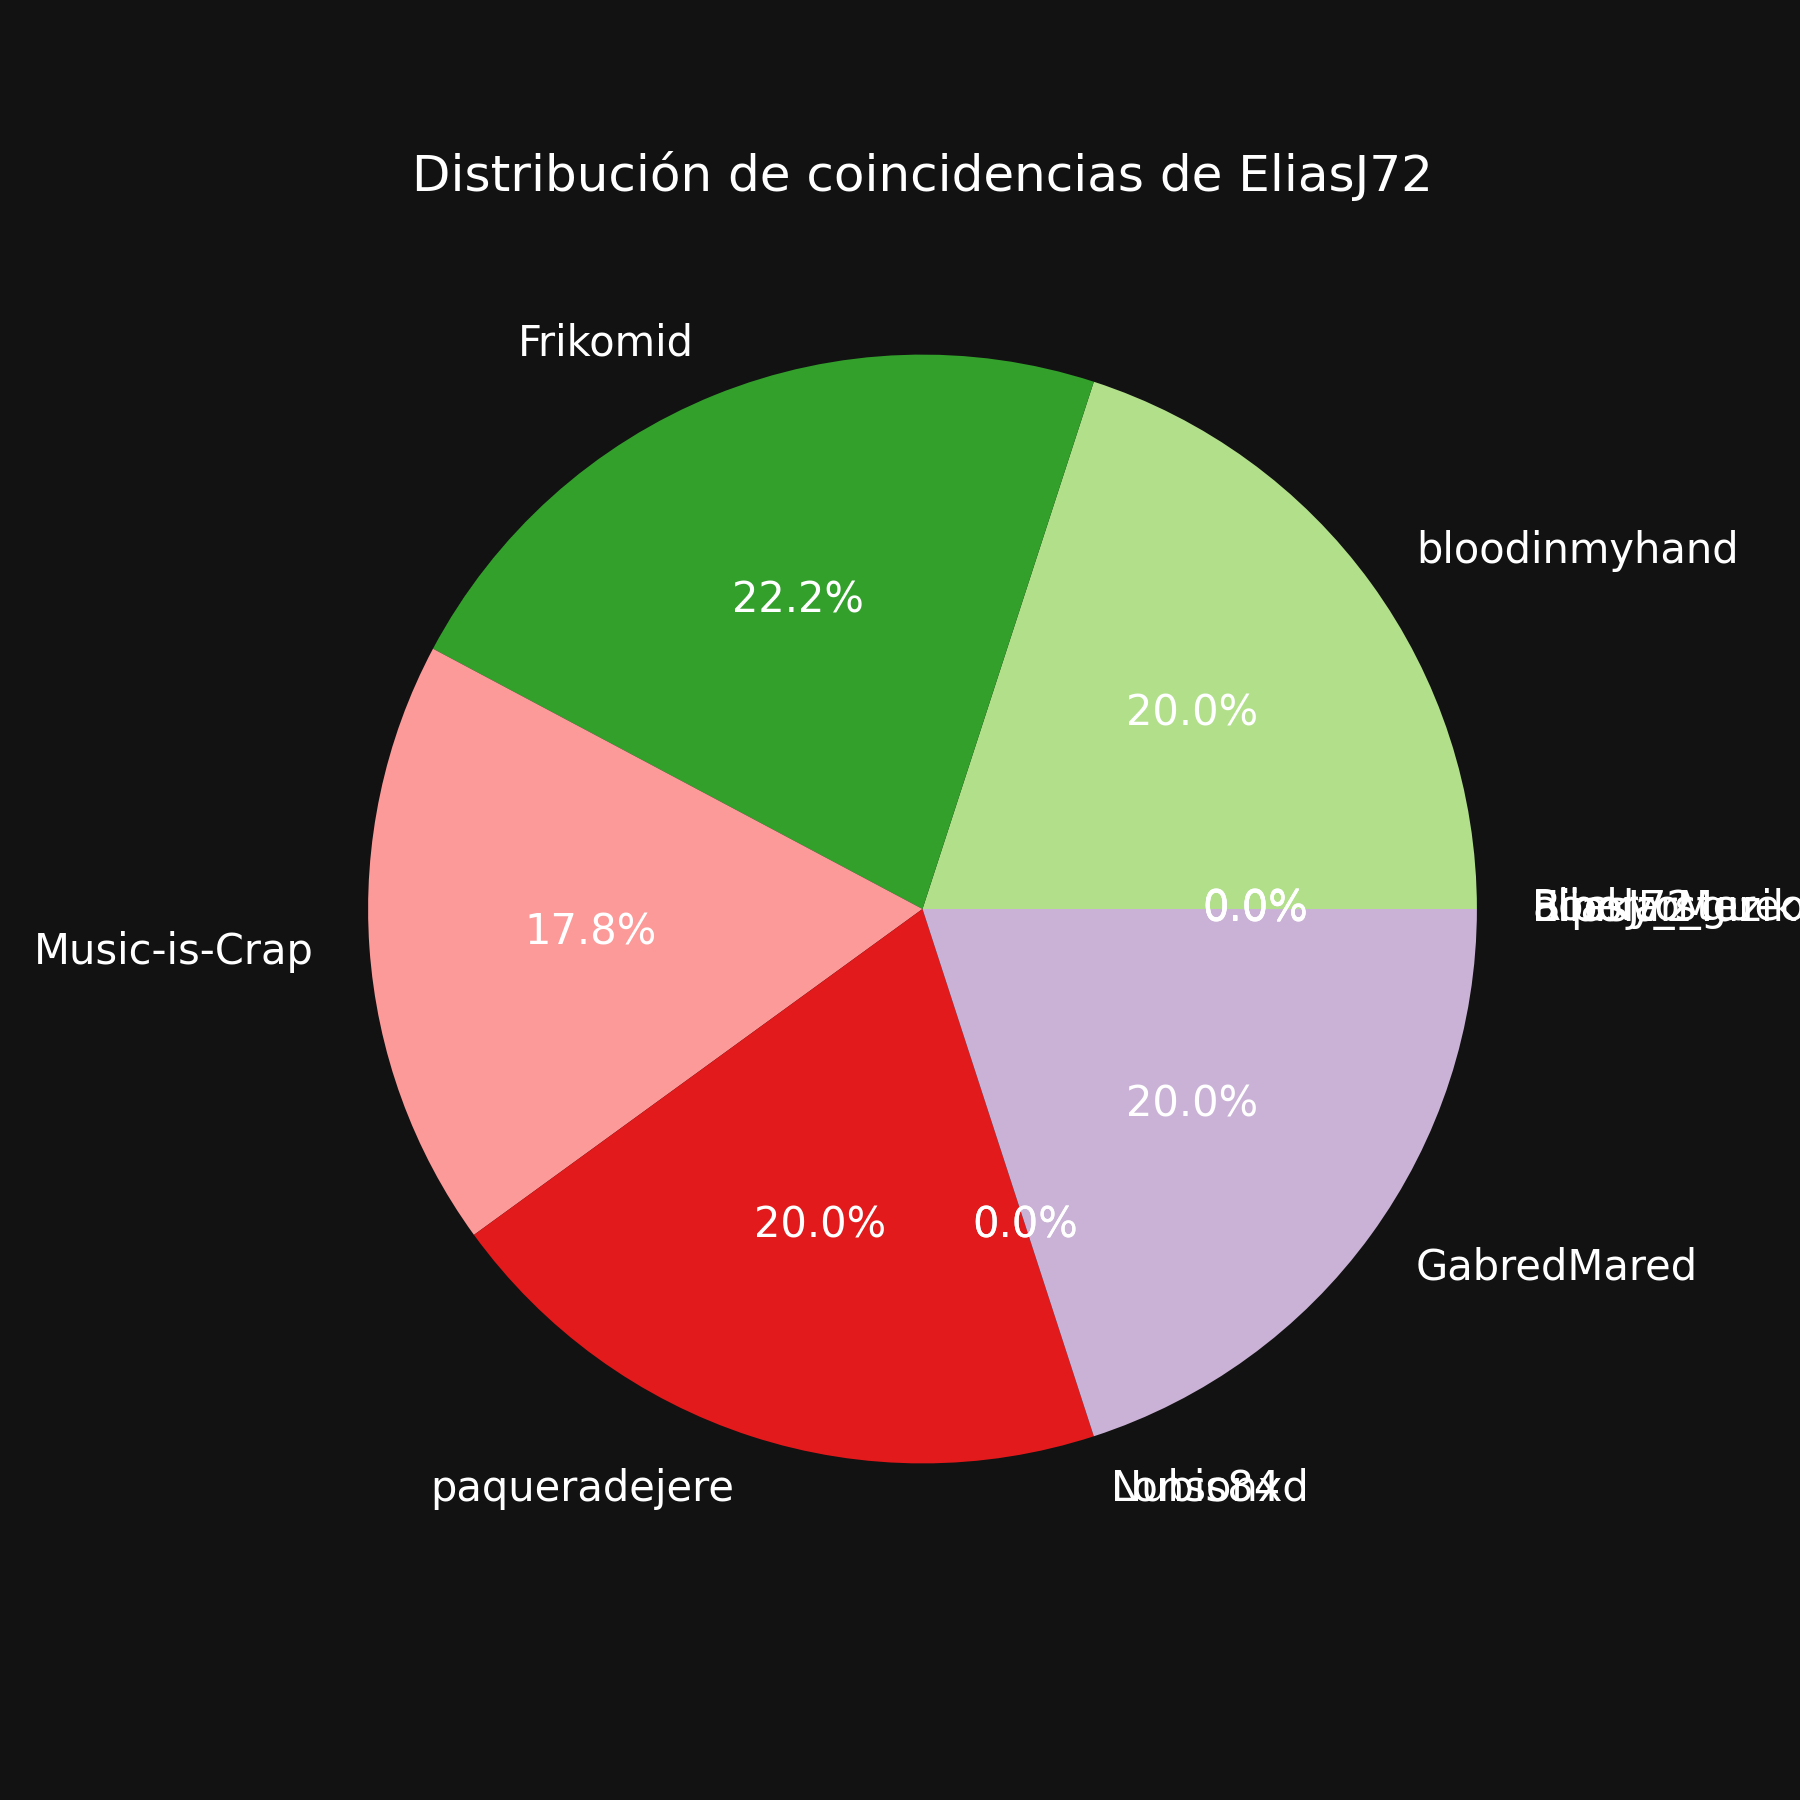 Distribución de coincidencias de EliasJ72
Frikomid
bloodinmyhand
22.2%
20.0%
0.0%
17.8%
Music-is-Crap
20.0%
GabredMared
20.0%
0.0%
paqueradejere